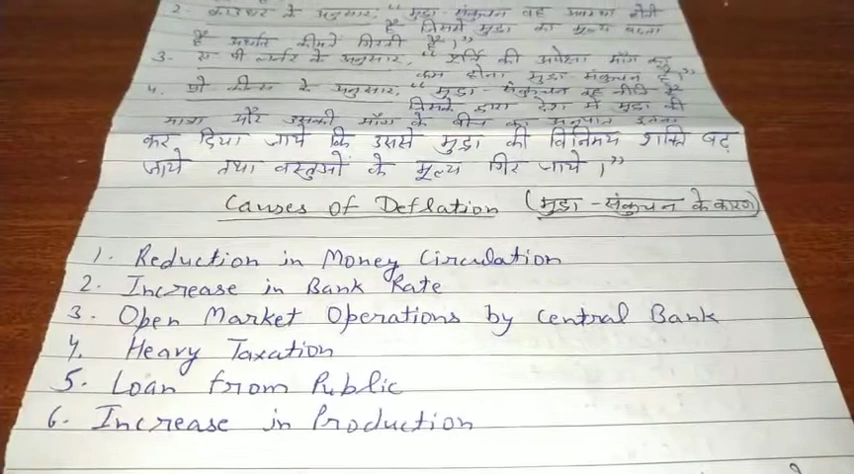 2. क्राउथर के अनुसार, "मुद्रा-संकुचन वह अवस्था होती
है जिसमें मुद्रा का मूल्य बढ़ता
है अर्थात कीमतें गिरती हैं।"
3- ए पी लर्नर के अनुसार, "पूर्ति की अपेक्षा माँग का
कम होना मुद्रा संकुचन है।"
4. प्रो कीन्स के अनुसार, "मुद्रा-संकुचन वह नीति है
जिसके द्वारा देश में मुद्रा की
मात्रा और उसकी माँग के बीच का अनुपात इतना
कर दिया जाये कि उससे मुद्रा की विनिमय शक्ति बढ़
जाये तथा वस्तुओं के मूल्य गिर जाये।"
Causes of Deflation (मुद्रा-संकुचन के कारण)
1. Reduction in Money Circulation
2. Increase in Bank Rate
3. Open Market Operations by Central Bank
4. Heavy Taxation
5. Loan from Public
6. Increase in Production